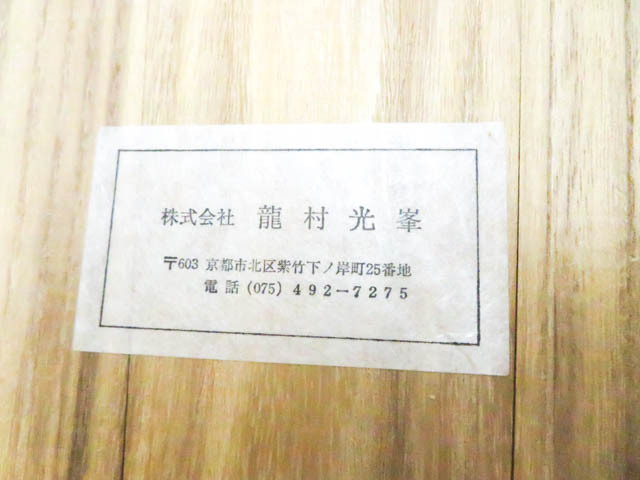 株式会社 龍村光峯
〒603 京都市北区紫竹下ノ岸町25番地
電話 (075) 492-7275